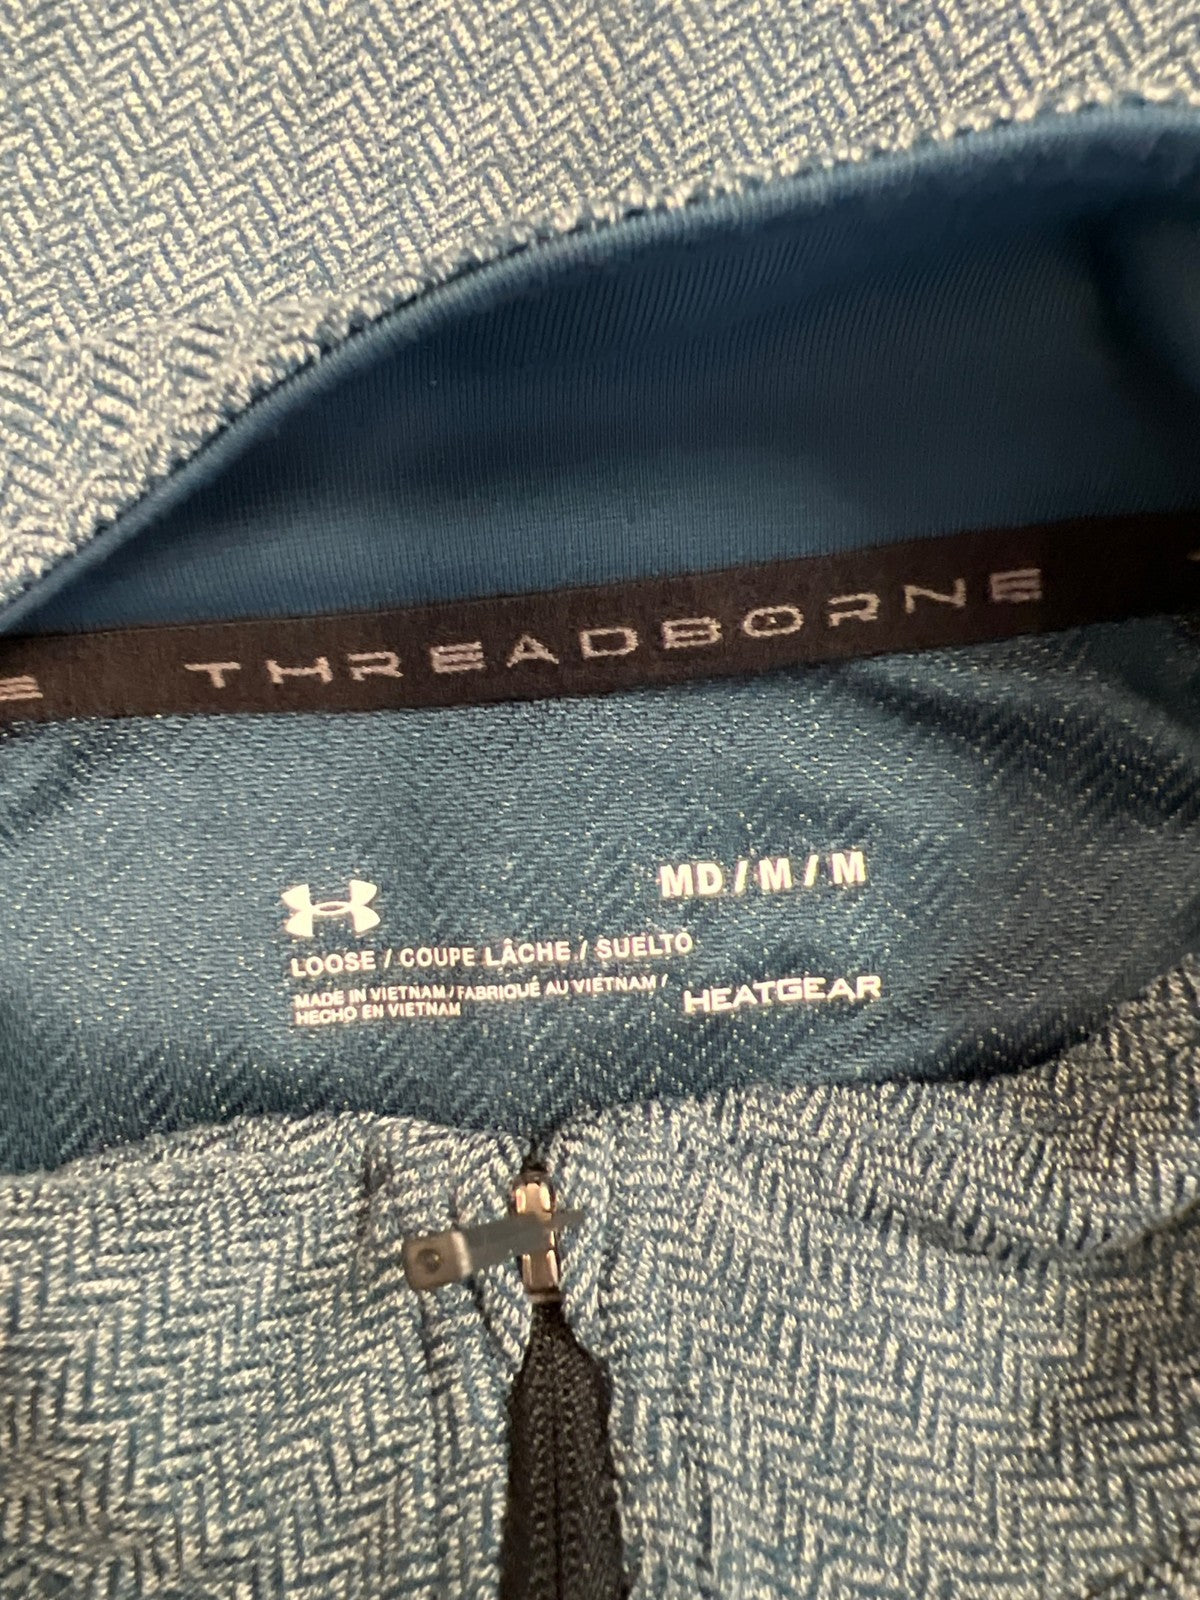 E THREADBORNE
MD / M / M
LOOSE / COUPE LÂCHE / SUELTO
MADE IN VIETNAM / FABRIQUÉ AU VIETNAM /
HECHO EN VIETNAM
HEATGEAR